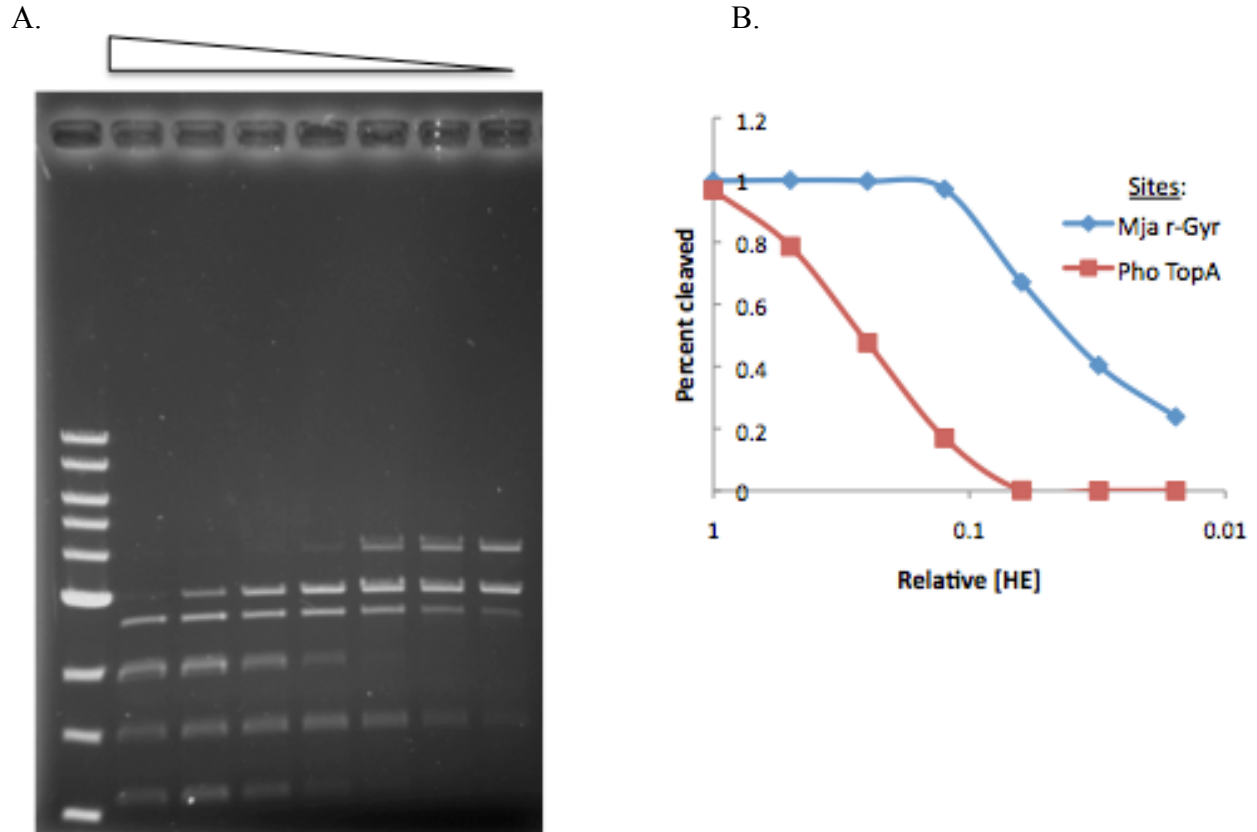 A.
B.
1.2
1
0.8
0.6
0.4
0.2
0
1
0.1
0.01
Percent cleaved
Relative [HE]
Sites:
Mja r-Gyr
Pho TopA